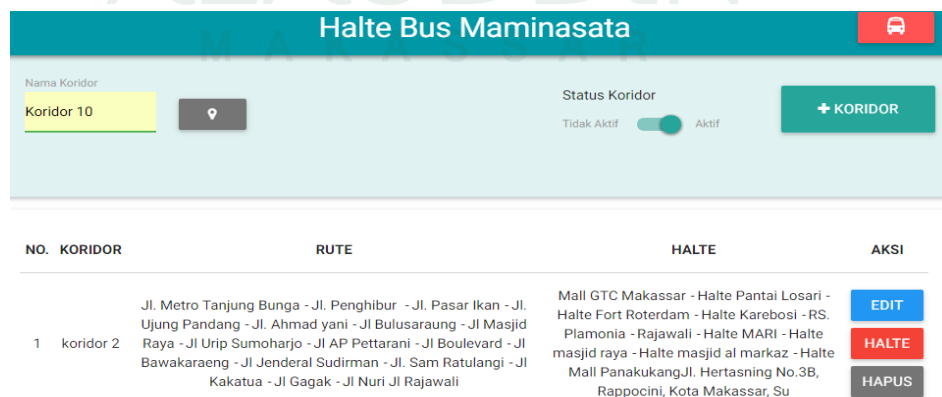 Halte Bus Maminasata
MAKASSAR
Nama Koridor
Koridor 10
Status Koridor
Tidak Aktif
Aktif
+ KORIDOR
NO. KORIDOR RUTE HALTE AKSI
1 koridor 2
Jl. Metro Tanjung Bunga - Jl. Penghibur - Jl. Pasar Ikan - Jl.
Ujung Pandang - Jl. Ahmad yani - Jl Bulusaraung - Jl Masjid
Raya - Jl Urip Sumoharjo - Jl AP Pettarani - Jl Boulevard - Jl
Bawakaraeng - Jl Jenderal Sudirman - Jl. Sam Ratulangi - Jl
Kakatua - Jl Gagak - Jl Nuri Jl Rajawali
Mall GTC Makassar - Halte Pantai Losari -
Halte Fort Roterdam - Halte Karebosi - RS.
Plamonia - Rajawali - Halte MARI - Halte
masjid raya - Halte masjid al markaz - Halte
Mall PanakukangJl. Hertasning No.3B,
Rappocini, Kota Makassar, Su
EDIT
HALTE
HAPUS